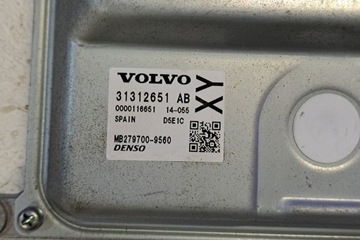 VOLVO
31312651 AB
0000116651 14-055
SPAIN D5E1C
MB279700-9560
DENSO
XY